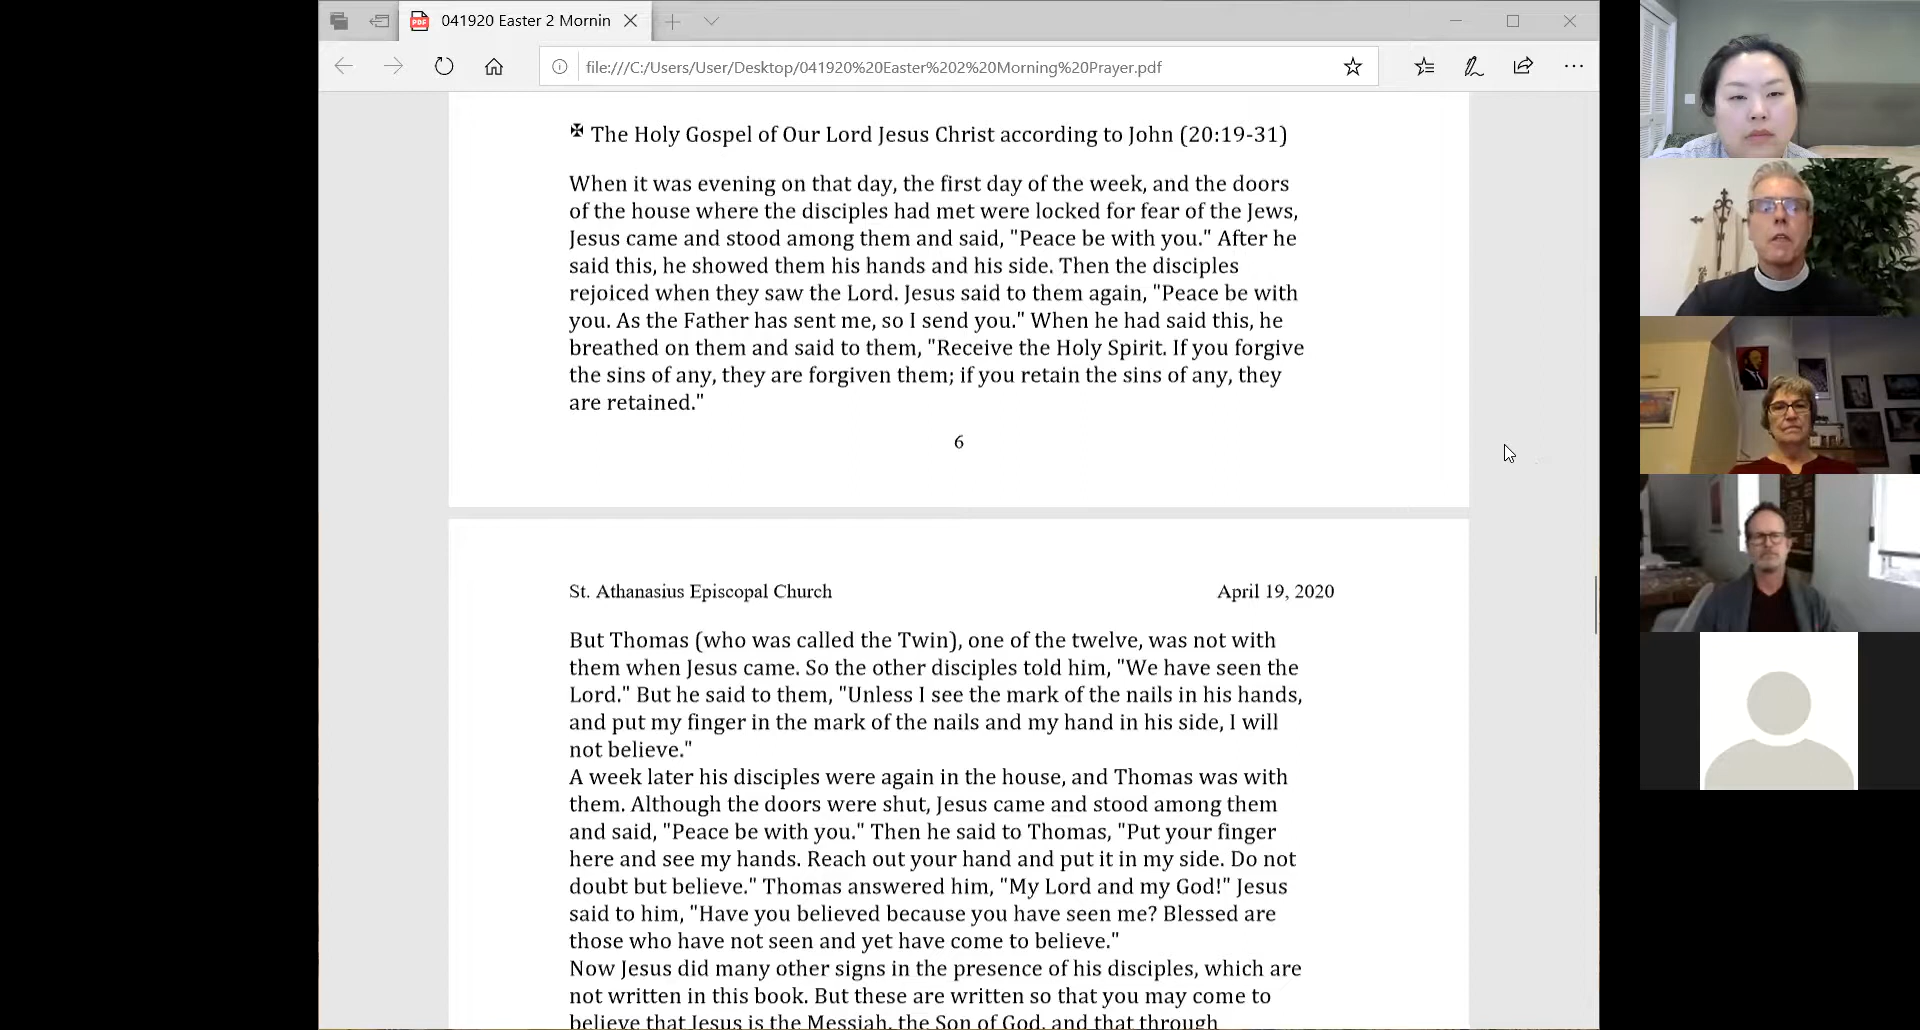 041920 Easter 2 Mornin
file:///C:/Users/User/Desktop/041920%20Easter%202%20Morning%20Prayer.pdf
✠ The Holy Gospel of Our Lord Jesus Christ according to John (20:19-31)
When it was evening on that day, the first day of the week, and the doors
of the house where the disciples had met were locked for fear of the Jews,
Jesus came and stood among them and said, "Peace be with you." After he
said this, he showed them his hands and his side. Then the disciples
rejoiced when they saw the Lord. Jesus said to them again, "Peace be with
you. As the Father has sent me, so I send you." When he had said this, he
breathed on them and said to them, "Receive the Holy Spirit. If you forgive
the sins of any, they are forgiven them; if you retain the sins of any, they
are retained."
6
St. Athanasius Episcopal Church April 19, 2020
But Thomas (who was called the Twin), one of the twelve, was not with
them when Jesus came. So the other disciples told him, "We have seen the
Lord." But he said to them, "Unless I see the mark of the nails in his hands,
and put my finger in the mark of the nails and my hand in his side, I will
not believe."
A week later his disciples were again in the house, and Thomas was with
them. Although the doors were shut, Jesus came and stood among them
and said, "Peace be with you." Then he said to Thomas, "Put your finger
here and see my hands. Reach out your hand and put it in my side. Do not
doubt but believe." Thomas answered him, "My Lord and my God!" Jesus
said to him, "Have you believed because you have seen me? Blessed are
those who have not seen and yet have come to believe."
Now Jesus did many other signs in the presence of his disciples, which are
not written in this book. But these are written so that you may come to
believe that Jesus is the Messiah, the Son of God, and that through